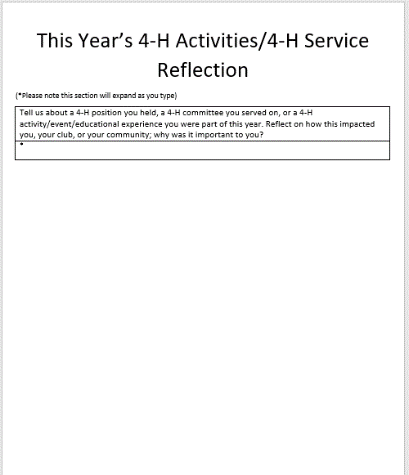 This Year’s 4-H Activities/4-H Service
Reflection
(*Please note this section will expand as you type)
Tell us about a 4-H position you held, a 4-H committee you served on, or a 4-H
activity/event/educational experience you were part of this year. Reflect on how this impacted
you, your club, or your community; why was it important to you?
*